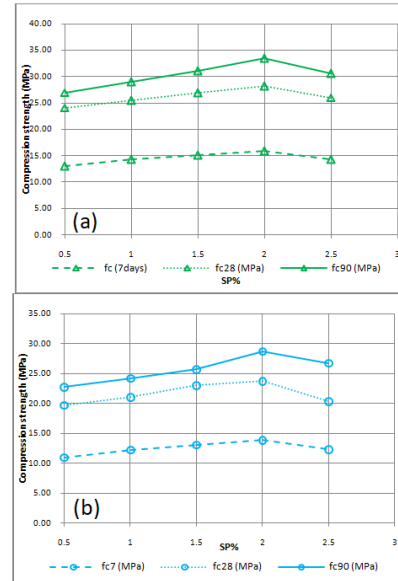 40.00
35.00
30.00
25.00
20.00
15.00
10.00
5.00
0.00
Compression strength (MPa)
(a)
0.5 1 1.5 2 2.5 3
fc (7days) fc28 (MPa) fc90 (MPa)
SP%
35.00
30.00
25.00
20.00
15.00
10.00
5.00
0.00
Compression strength (MPa)
(b)
0.5 1 1.5 2 2.5 3
SP%
fc7 (MPa) fc28 (MPa) fc90 (MPa)